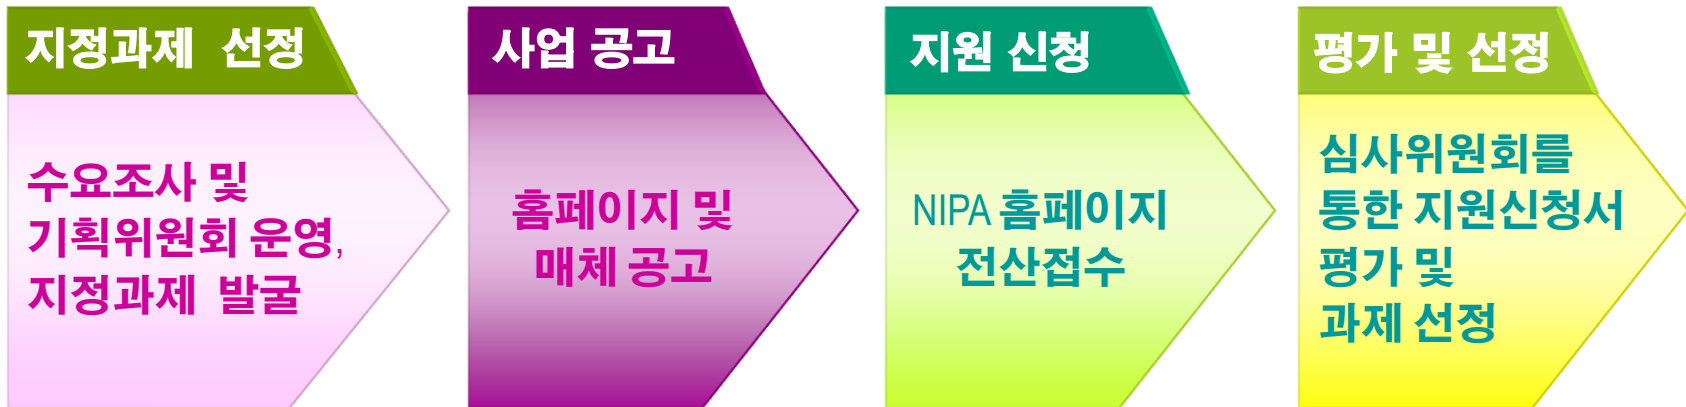 지정과제 선정
수요조사 및
기획위원회 운영,
지정과제 발굴
사업 공고
홈페이지 및
매체 공고
지원 신청
NIPA 홈페이지
전산접수
평가 및 선정
심사위원회를
통한 지원신청서
평가 및
과제 선정